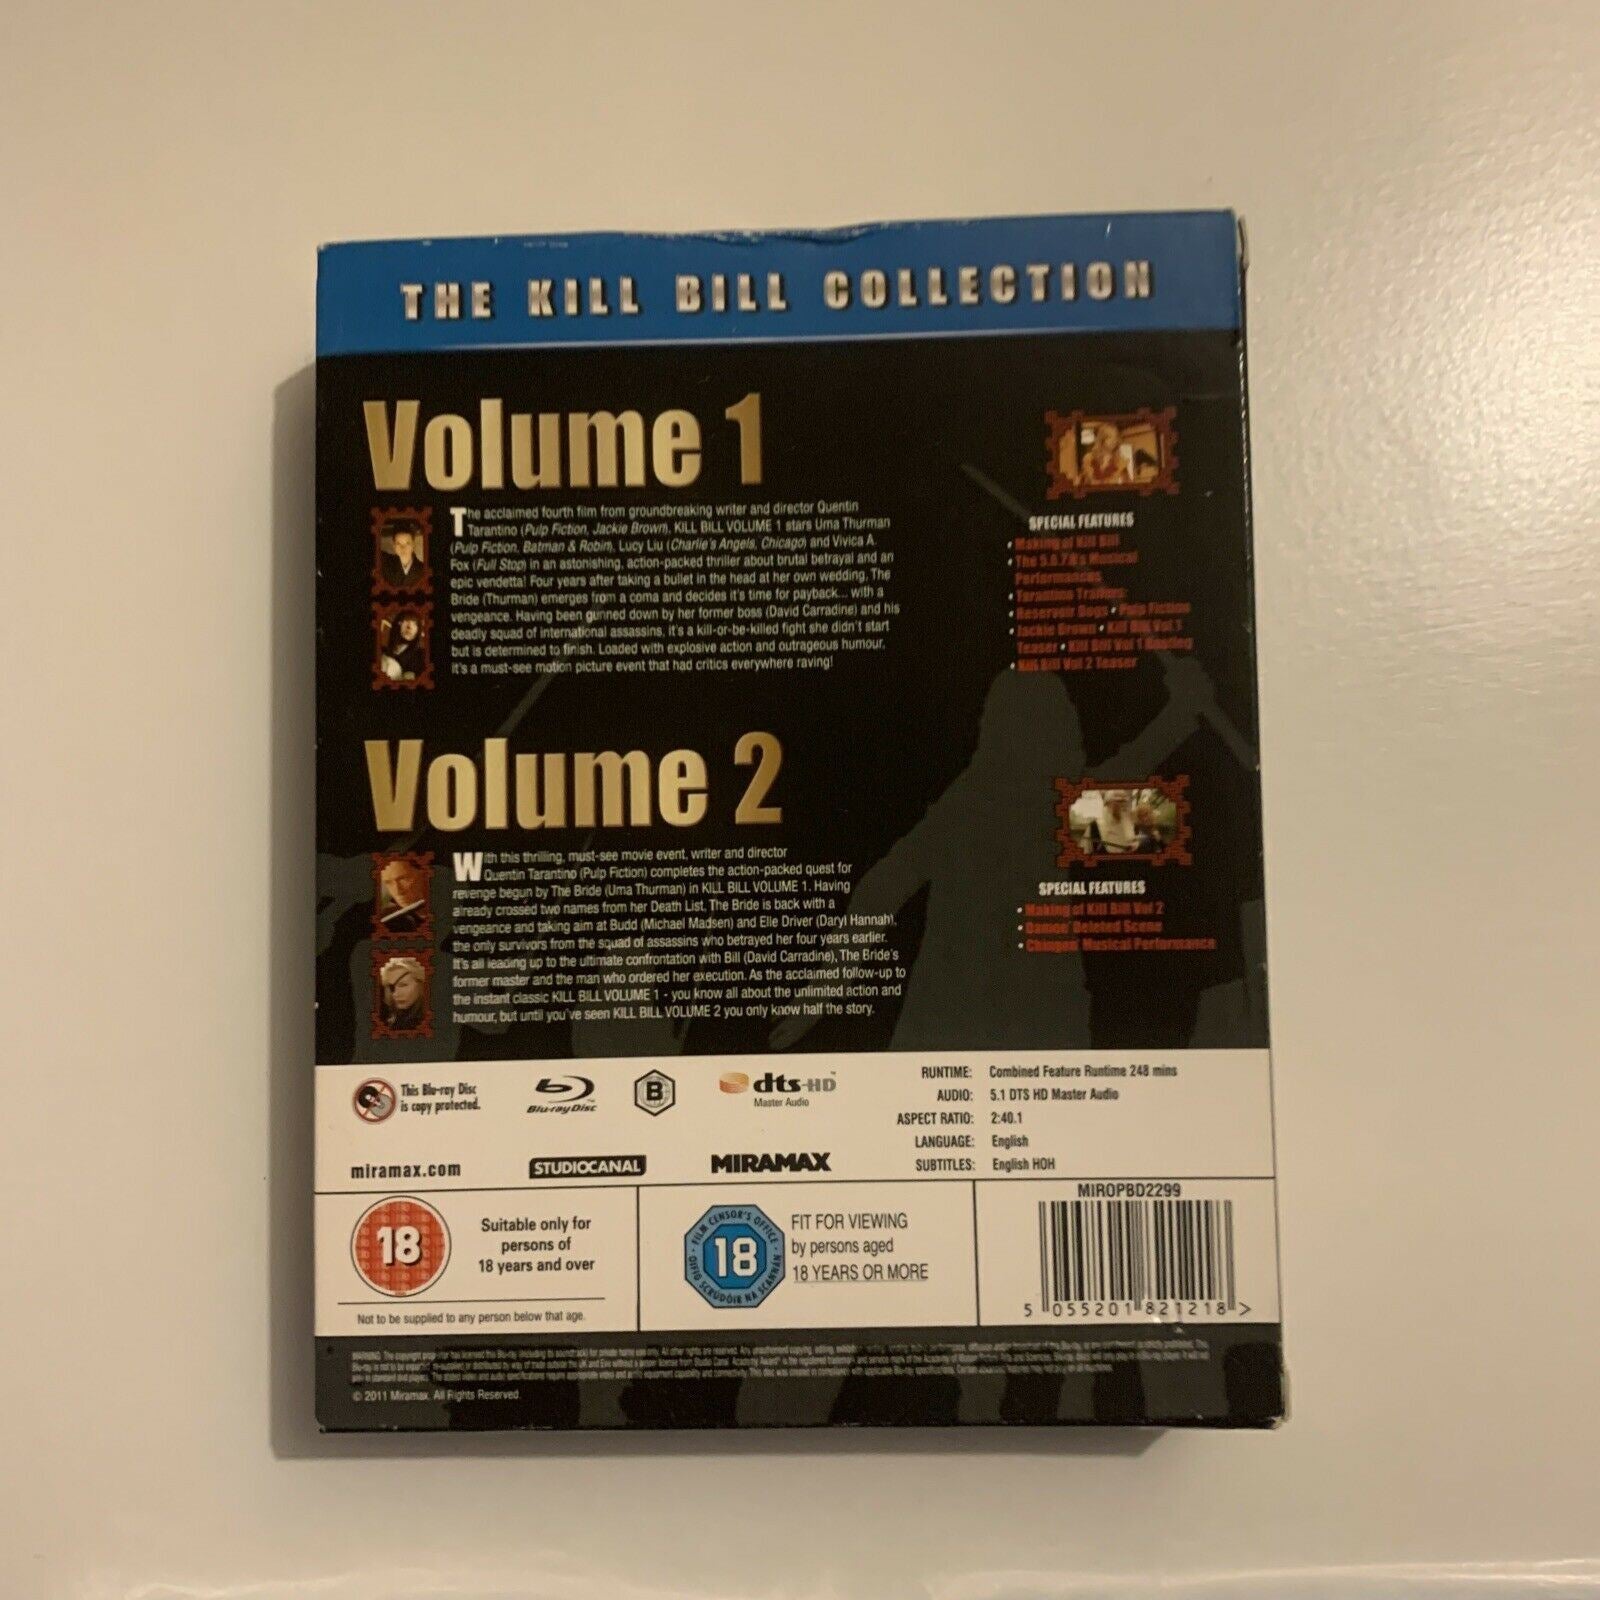 THE KILL BILL COLLECTION
Volume 1
The acclaimed fourth film from groundbreaking writer and director Quentin
Tarantino (Pulp Fiction, Jackie Brown), KILL BILL VOLUME 1 stars Uma Thurman
(Pulp Fiction, Batman & Robin), Lucy Liu (Charlie's Angels, Chicago) and Vivica A.
Fox (Full Stop) in an astonishing, action-packed thriller about brutal betrayal and an
epic vendetta! Four years after taking a bullet in the head at her own wedding, The
Bride (Thurman) emerges from a coma and decides it's time for payback... with a
vengeance. Having been gunned down by her former boss (David Carradine) and his
deadly squad of international assassins, it's a kill-or-be-killed fight she didn't start
but is determined to finish. Loaded with explosive action and outrageous humour,
it's a must-see motion picture event that had critics everywhere raving!
SPECIAL FEATURES
• Making of Kill Bill
• The 5,6,7,8's Musical
Performances
• Tarantino Trailers
• Reservoir Dogs • Pulp Fiction
• Jackie Brown • Kill Bill Vol 1
Teaser • Kill Bill Vol 1 Bootleg
• Kill Bill Vol 2 Teaser
Volume 2
With this thrilling, must-see movie event, writer and director
Quentin Tarantino (Pulp Fiction) completes the action-packed quest for
revenge begun by The Bride (Uma Thurman) in KILL BILL VOLUME 1. Having
already crossed two names from her Death List, The Bride is back with a
vengeance and taking aim at Budd (Michael Madsen) and Elle Driver (Daryl Hannah),
the only survivors from the squad of assassins who betrayed her four years earlier.
It's all leading up to the ultimate confrontation with Bill (David Carradine), The Bride's
former master and the man who ordered her execution. As the acclaimed follow-up to
the instant classic KILL BILL VOLUME 1 - you know all about the unlimited action and
humour, but until you've seen KILL BILL VOLUME 2 you only know half the story.
SPECIAL FEATURES
• Making of Kill Bill Vol 2
• 'Damoe' Deleted Scene
• 'Chingon' Musical Performance
This Blu-ray Disc
is copy protected.
Blu-ray Disc
B
dts-HD
Master Audio
RUNTIME: Combined Feature Runtime 248 mins
AUDIO: 5.1 DTS HD Master Audio
ASPECT RATIO: 2:40.1
LANGUAGE: English
SUBTITLES: English HOH
miramax.com
STUDIOCANAL
MIRAMAX
18
Suitable only for
persons of
18 years and over
Not to be supplied to any person below that age.
FILM CENSOR'S OFFICE
18
OIFIG SCRÚDÓIR NA SCANNÁN
FIT FOR VIEWING
by persons aged
18 YEARS OR MORE
MIROPBD2299
5 055201 821218 >
© 2011 Miramax. All Rights Reserved.